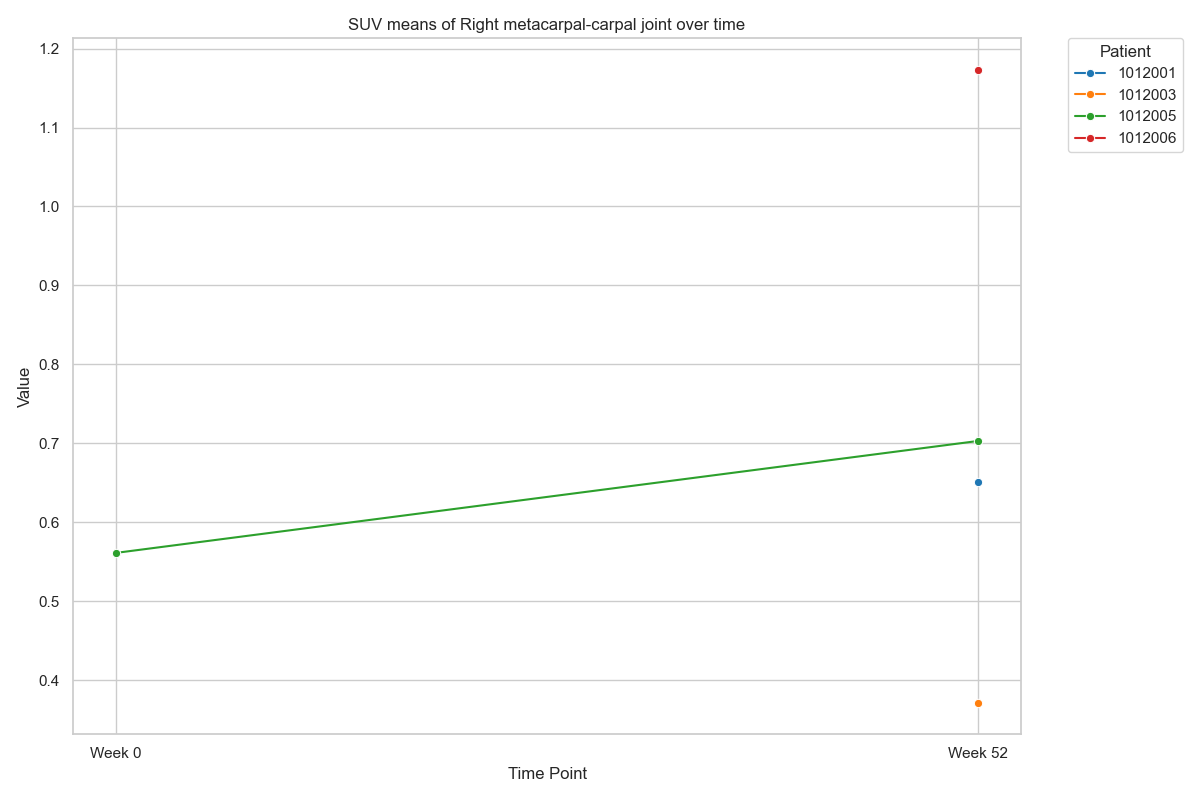 SUV means of Right metacarpal-carpal joint over time
Patient
1012001
1012003
1012005
1012006
Value
1.2
1.1
1.0
0.9
0.8
0.7
0.6
0.5
0.4
Week 0
Week 52
Time Point